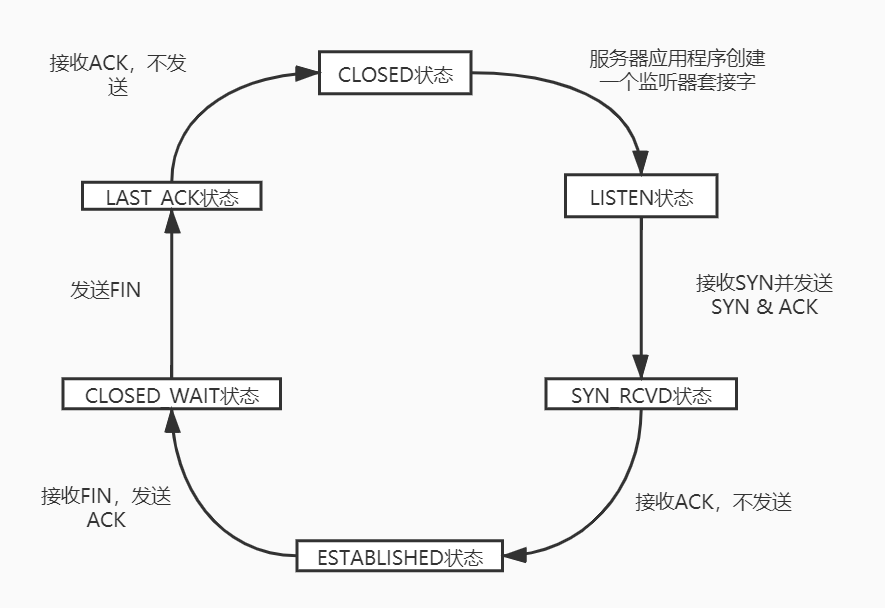 接收ACK，不发
送
CLOSED状态
服务器应用程序创建
一个监听器套接字
LAST_ACK状态
LISTEN状态
发送FIN
接收SYN并发送
SYN & ACK
CLOSED_WAIT状态
SYN_RCVD状态
接收FIN，发送
ACK
接收ACK，不发送
ESTABLISHED状态